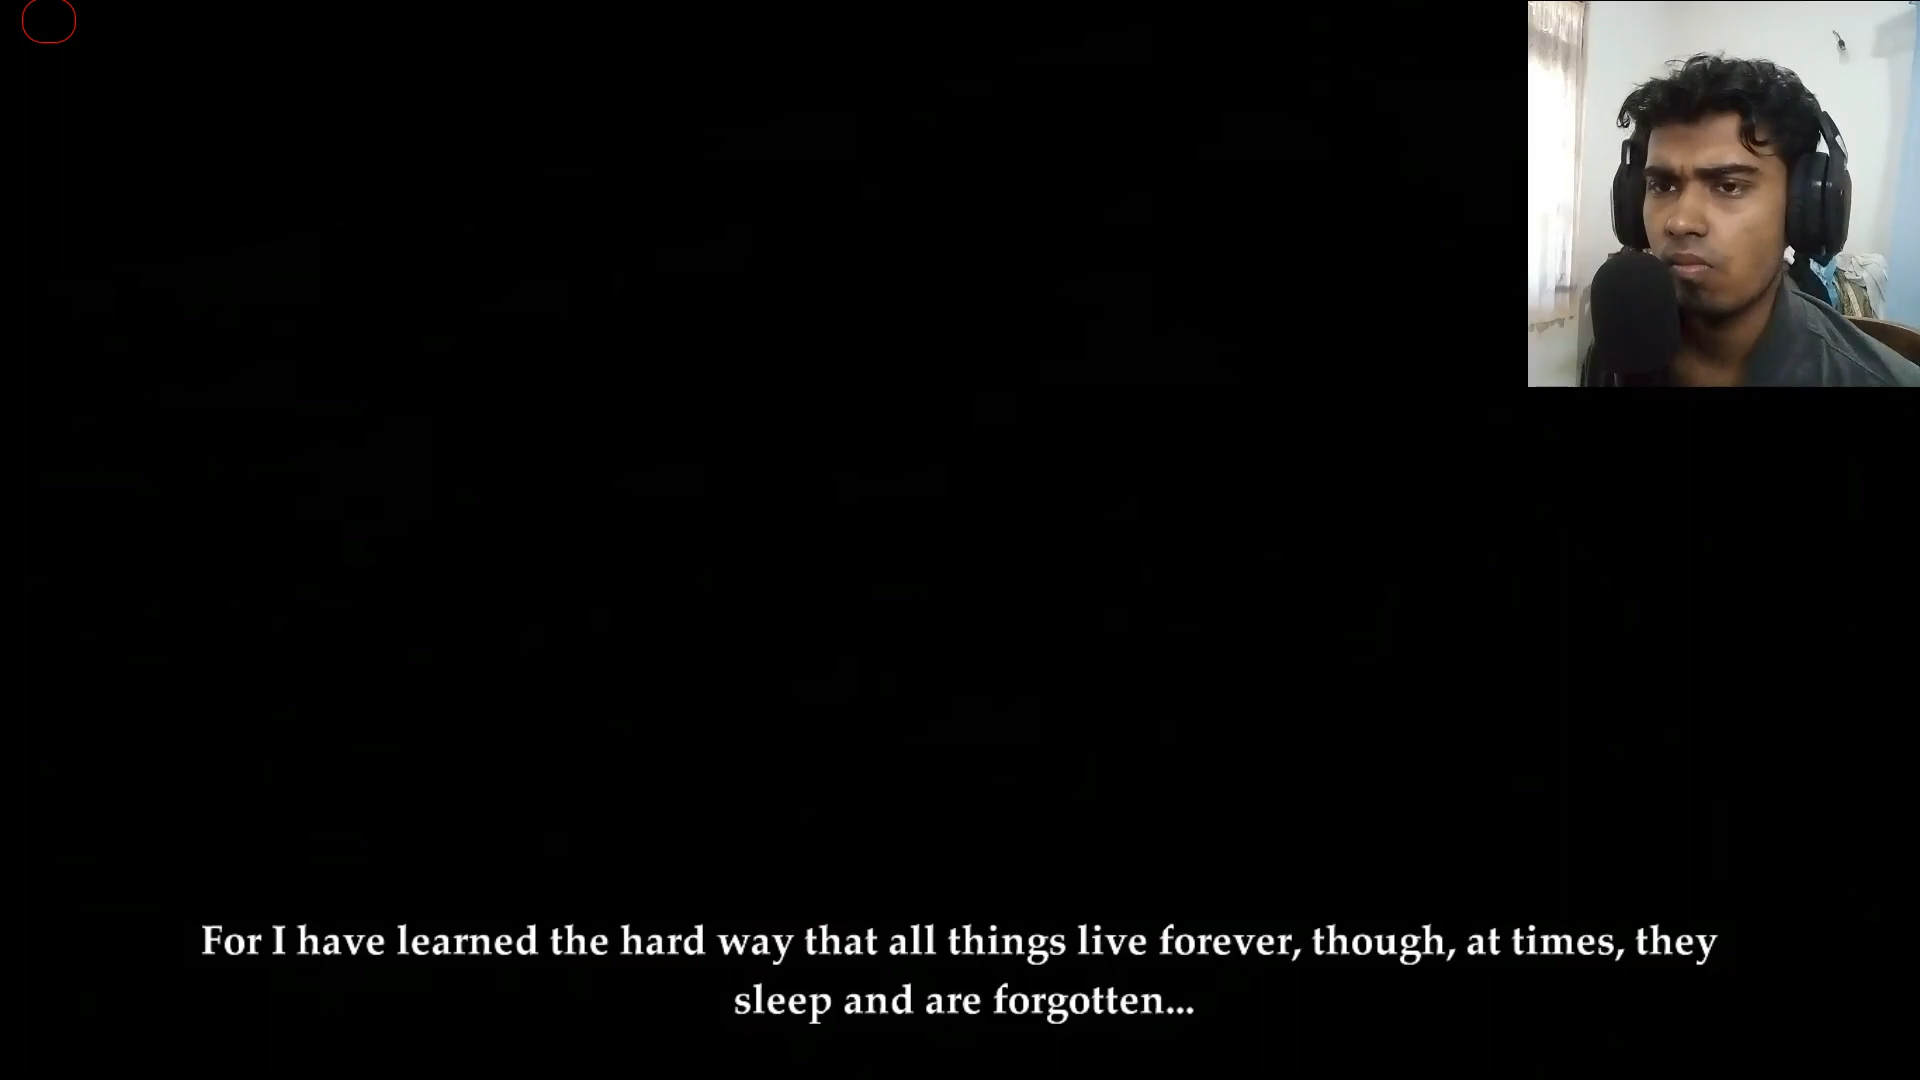 For I have learned the hard way that all things live forever, though, at times, they
sleep and are forgotten...